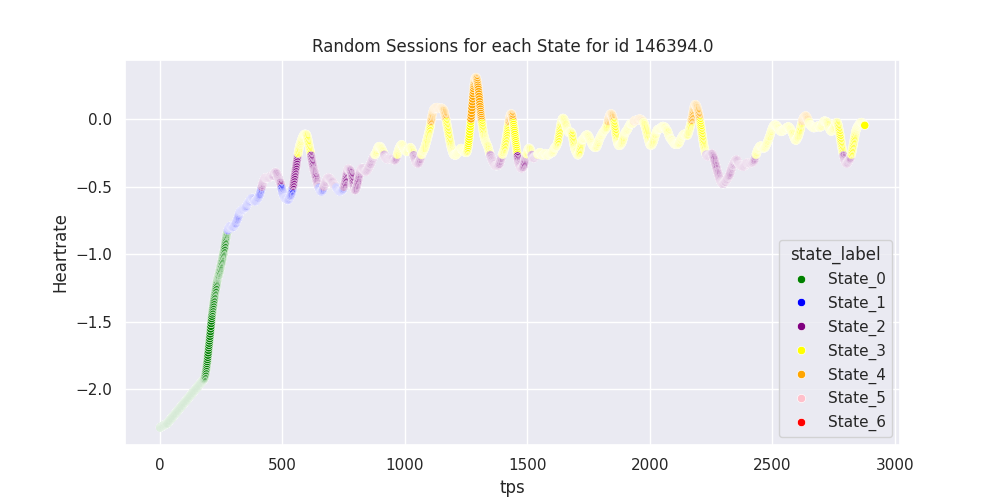 Random Sessions for each State for id 146394.0
Heartrate
0.0
−0.5
−1.0
−1.5
−2.0
0
500
1000
1500
2000
2500
3000
tps
state_label
State_0
State_1
State_2
State_3
State_4
State_5
State_6